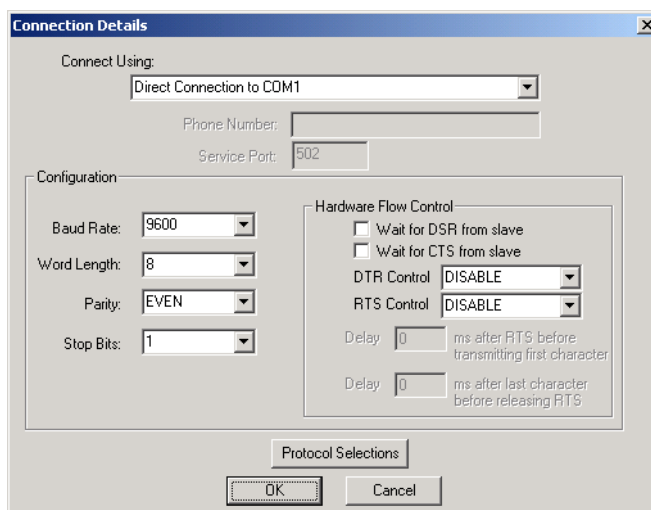 Connection Details
Connect Using:
Direct Connection to COM1
Phone Number:
Service Port: 502
Configuration
Baud Rate: 9600
Word Length: 8
Parity: EVEN
Stop Bits: 1
Hardware Flow Control
Wait for DSR from slave
Wait for CTS from slave
DTR Control DISABLE
RTS Control DISABLE
Delay 0 ms after RTS before
transmitting first character
Delay 0 ms after last character
before releasing RTS
Protocol Selections
OK Cancel